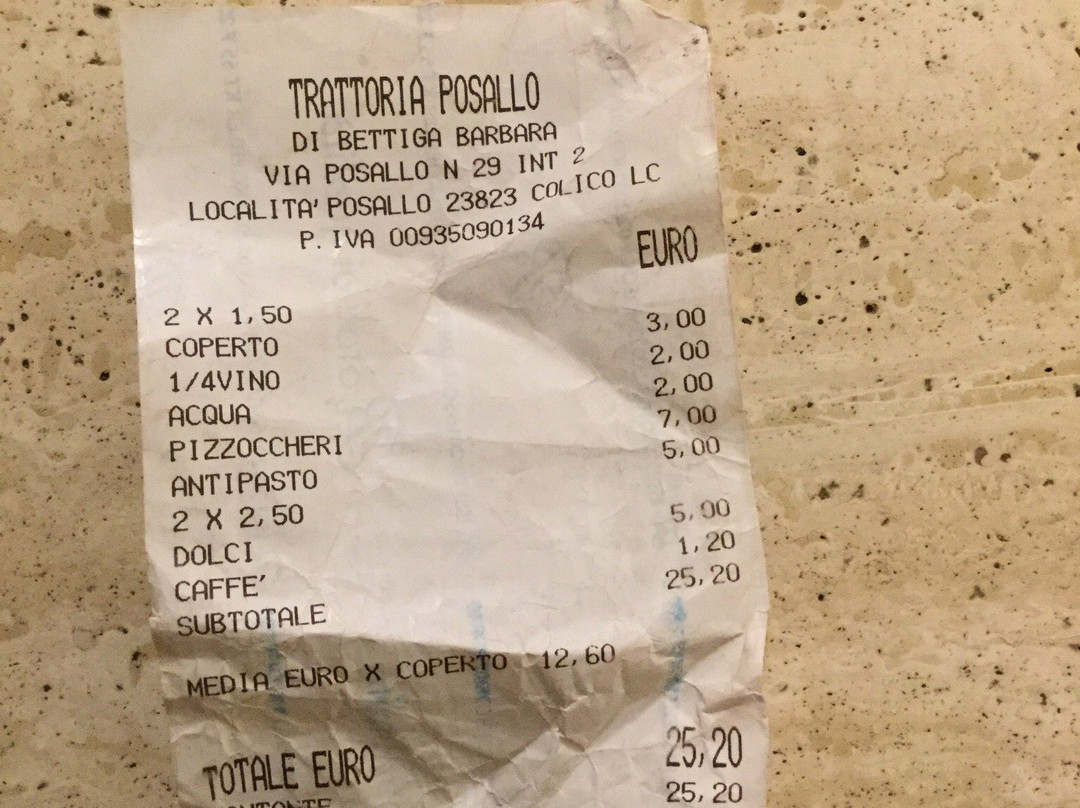 TRATTORIA POSALLO
DI BETTIGA BARBARA
VIA POSALLO N 29 INT 2
LOCALITA' POSALLO 23823 COLICO LC
P. IVA 00935090134
EURO
2 X 1,50
COPERTO 3,00
1/4VINO 2,00
ACQUA 2,00
PIZZOCCHERI 7,00
ANTIPASTO 5,00
2 X 2,50
DOLCI 5,00
CAFFE' 1,20
SUBTOTALE 25,20
MEDIA EURO X COPERTO 12,60
TOTALE EURO 25,20
CONTANTE 25,20